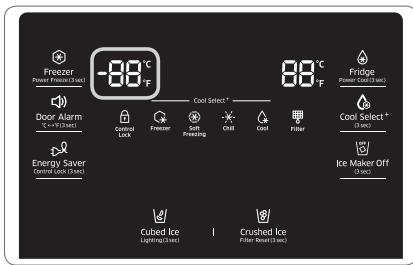 Freezer
Power Freeze (3 sec)
-88 °C
°F
88 °C
°F
Fridge
Power Cool (3 sec)
Door Alarm
°C↔°F (3 sec)
Cool Select+
Cool Select+
(3 sec)
Control
Lock
Freezer
Soft
Freezing
Chill
Cool
Filter
Energy Saver
Control Lock (3 sec)
OFF
Ice Maker Off
(3 sec)
Cubed Ice
Lighting (3 sec)
|
Crushed Ice
Filter Reset (3 sec)